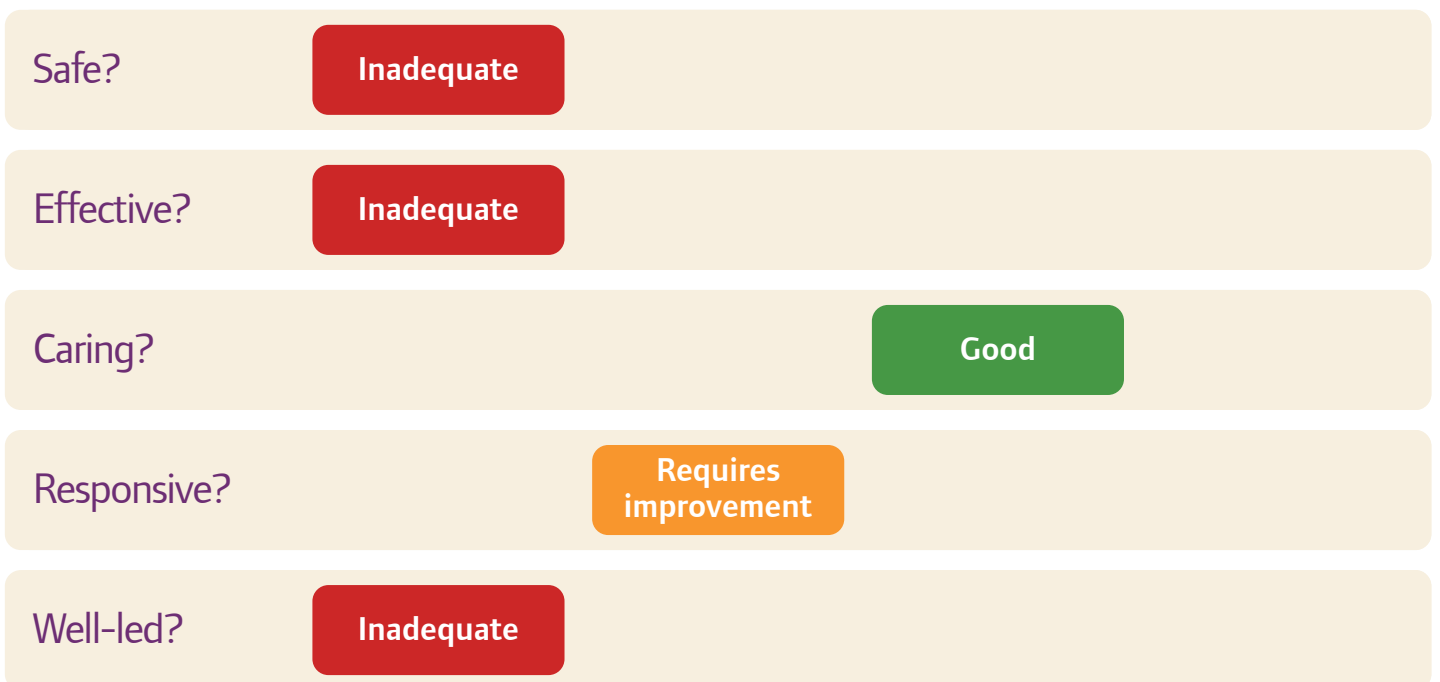 Safe?
Inadequate
Effective?
Inadequate
Caring?
Good
Responsive?
Requires
improvement
Well-led?
Inadequate